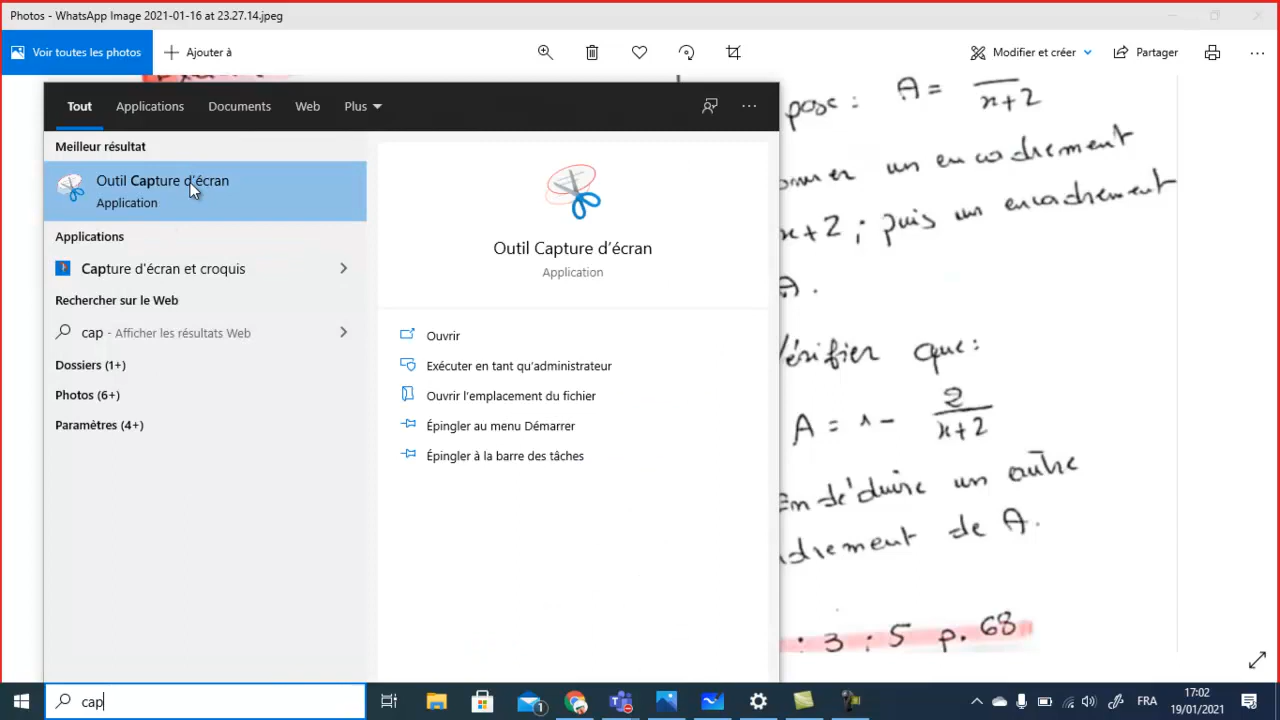 Photos - WhatsApp Image 2021-01-16 at 23.27.14.jpeg
Voir toutes les photos
Ajouter à
Modifier et créer
Partager
Tout
Applications
Documents
Web
Plus
Meilleur résultat
Outil Capture d'écran
Application
Applications
Capture d'écran et croquis
Rechercher sur le Web
cap - Afficher les résultats Web
Dossiers (1+)
Photos (6+)
Paramètres (4+)
Outil Capture d'écran
Application
Ouvrir
Exécuter en tant qu'administrateur
Ouvrir l'emplacement du fichier
Épingler au menu Démarrer
Épingler à la barre des tâches
pose : A = /x+2
un encadrement
x+2 ; puis un encadrement
A.
Vérifier que :
A = 1 - 2/x+2
En déduire un autre
drement de A.
: 3 ; 5 p. 68
cap
1
FRA
17:02
19/01/2021